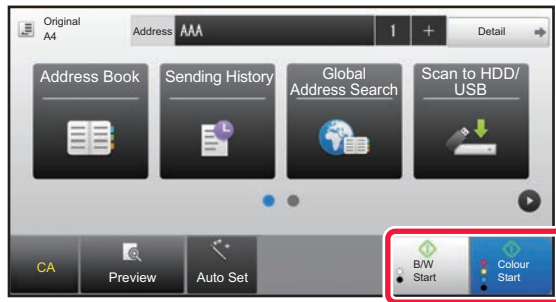 Original
A4
Address AAA 1 + Detail
Address Book
Sending History
Global
Address Search
Scan to HDD/
USB
CA
Preview
Auto Set
B/W
Start
Colour
Start